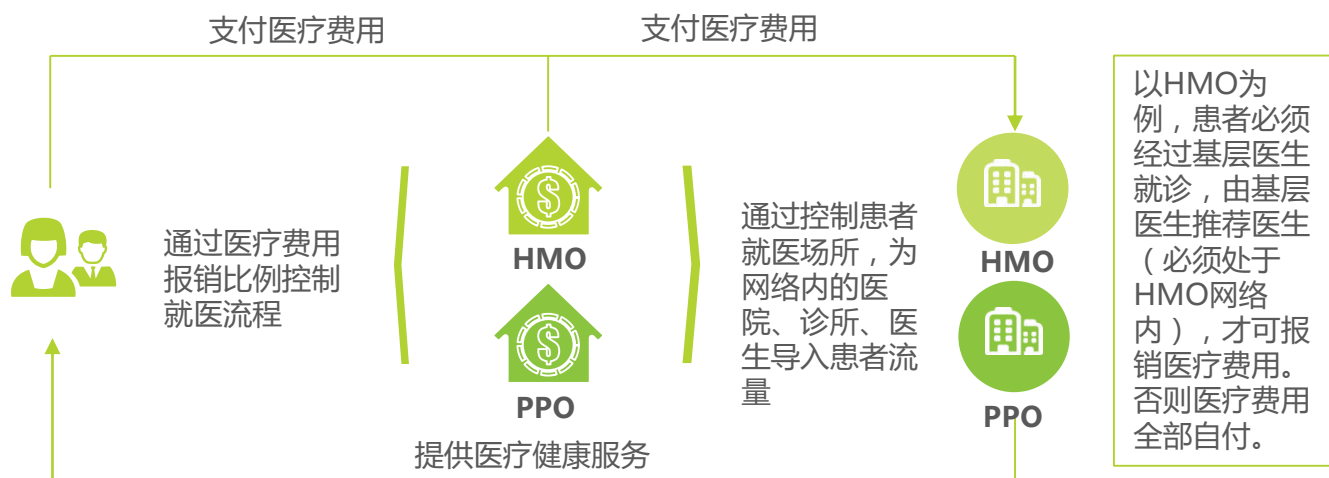 支付医疗费用
支付医疗费用
通过医疗费用
报销比例控制
就医流程
HMO
PPO
提供医疗健康服务
通过控制患者
就医场所，为
网络内的医
院、诊所、医
生导入患者流
量
HMO
PPO
以HMO为
例，患者必须
经过基层医生
就诊，由基层
医生推荐医生
（必须处于
HMO网络
内），才可报
销医疗费用。
否则医疗费用
全部自付。